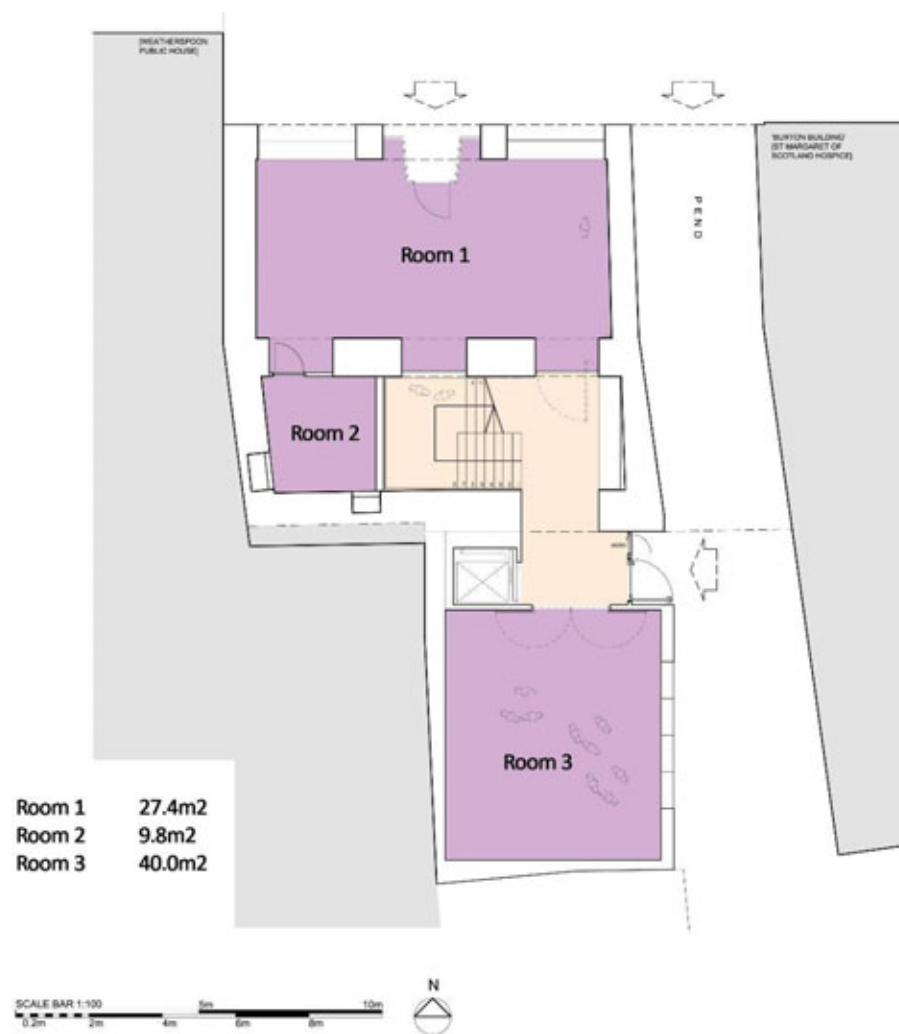 [WEATHERSPOON
PUBLIC HOUSE]
'BURTON BUILDING'
[ST MARGARET OF
SCOTLAND HOSPICE]
PEND
Room 1
Room 2
Room 3
Room 1 27.4m2
Room 2 9.8m2
Room 3 40.0m2
N
SCALE BAR 1:100
5m 10m
0.2m 2m 4m 6m 8m